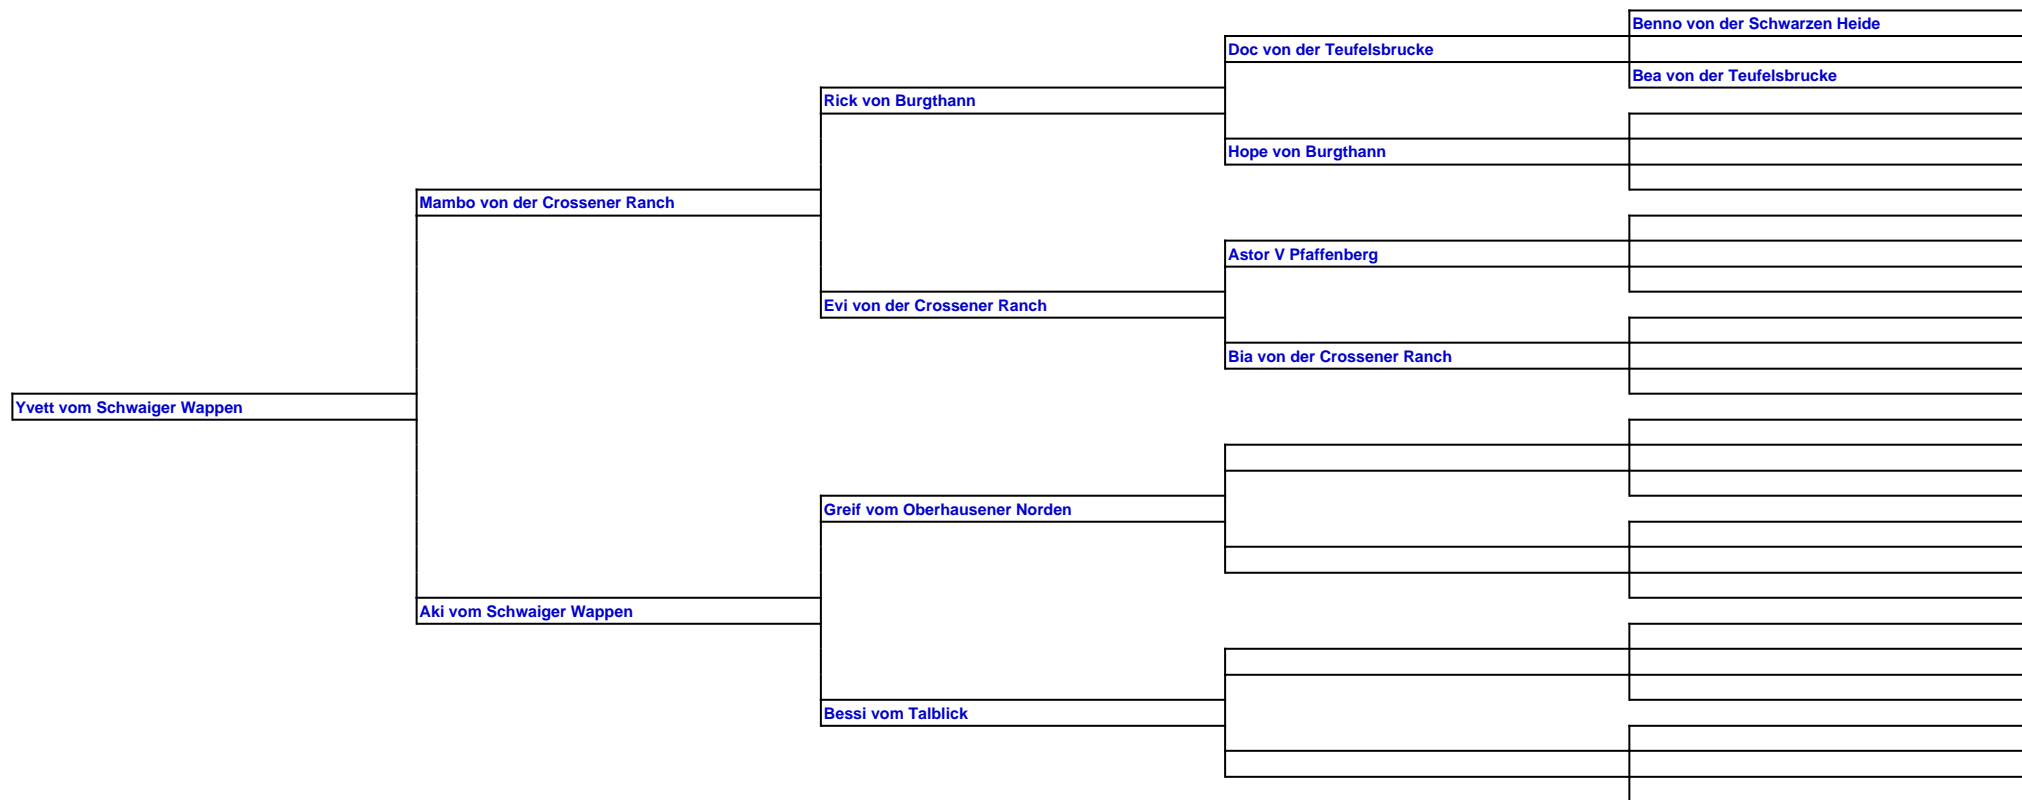 Benno von der Schwarzen Heide
Doc von der Teufelsbrucke
Bea von der Teufelsbrucke
Rick von Burgthann
Hope von Burgthann
Mambo von der Crossener Ranch
Astor V Pfaffenberg
Evi von der Crossener Ranch
Bia von der Crossener Ranch
Yvett vom Schwaiger Wappen
Greif vom Oberhausener Norden
Aki vom Schwaiger Wappen
Bessi vom Talblick